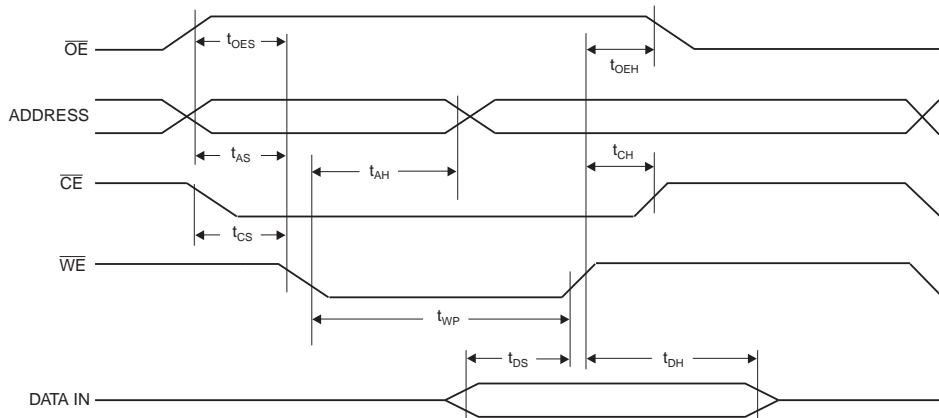 OE
tOES
tOEH
ADDRESS
tAS
tAH
tCH
CE
tCS
WE
tWP
tDS
tDH
DATA IN